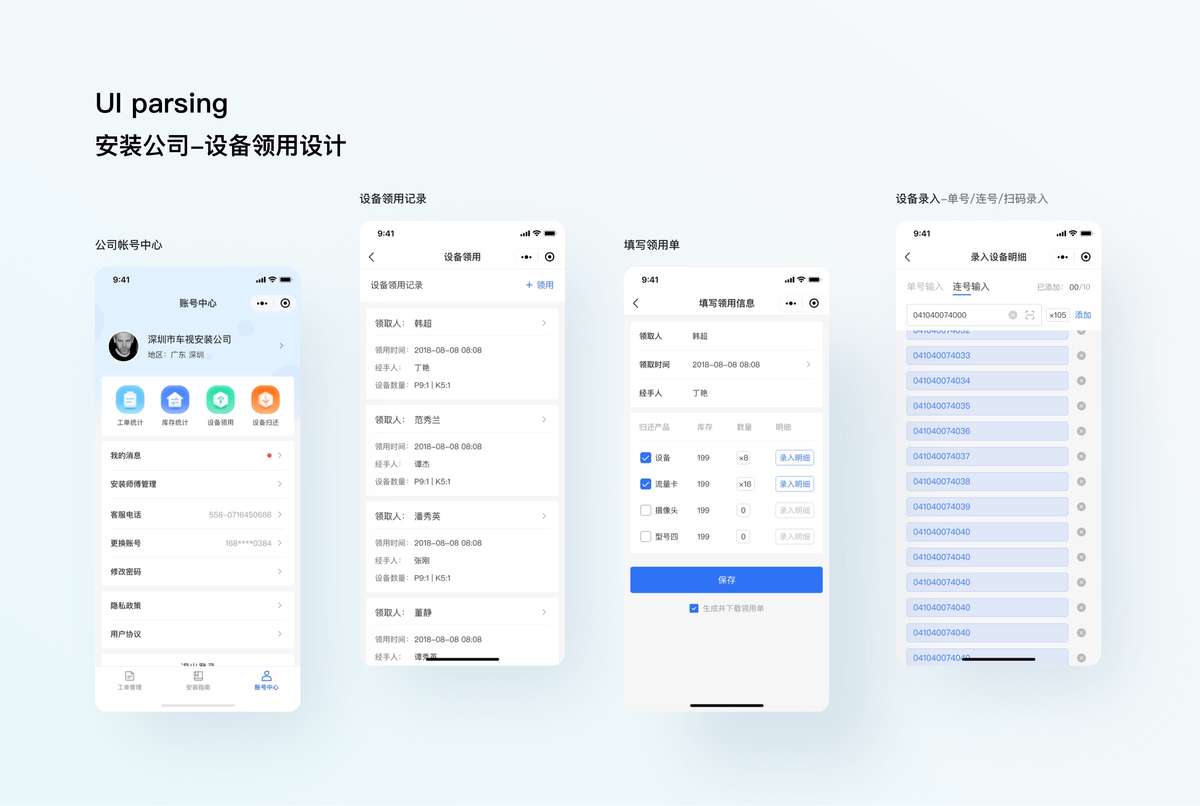 UI parsing
安装公司-设备领用设计
公司帐号中心
9:41
账号中心
深圳市车视安装公司
地区：广东 深圳
工单统计 库存统计 设备领用 设备归还
我的消息
安装师傅管理
客服电话 558-0716450686
更换账号 168****0384
修改密码
隐私政策
用户协议
退出登录
工单管理 安装指南 账号中心
设备领用记录
9:41
设备领用
设备领用记录 + 领用
领取人： 韩超
领用时间： 2018-08-08 08:08
经手人： 丁艳
设备数量： P9:1 | K5:1
领取人： 范秀兰
领用时间： 2018-08-08 08:08
经手人： 谭杰
设备数量： P9:1 | K5:1
领取人： 潘秀英
领用时间： 2018-08-08 08:08
经手人： 张刚
设备数量： P9:1 | K5:1
领取人： 董静
领用时间： 2018-08-08 08:08
经手人： 谭秀英
填写领用单
9:41
填写领用信息
领取人 韩超
领取时间 2018-08-08 08:08
经手人 丁艳
归还产品 库存 数量 明细
设备 199 ×8 录入明细
流量卡 199 ×16 录入明细
摄像头 199 0 录入明细
型号四 199 0 录入明细
保存
生成并下载领用单
设备录入-单号/连号/扫码录入
9:41
录入设备明细
单号输入 连号输入 已添加： 00/10
041040074000 ×105 添加
041040074032
041040074033
041040074034
041040074035
041040074036
041040074037
041040074038
041040074039
041040074040
041040074040
041040074040
041040074040
041040074040
041040074040